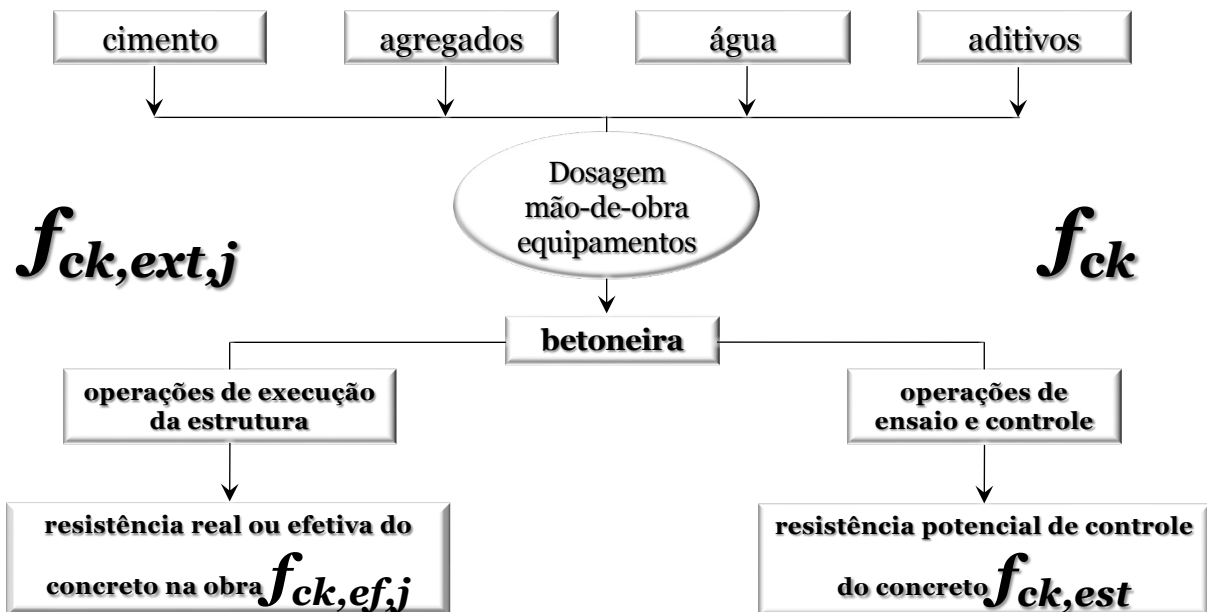 cimento
agregados
água
aditivos
Dosagem
mão-de-obra
equipamentos
fck,ext,j
fck
betoneira
operações de execução
da estrutura
operações de
ensaio e controle
resistência real ou efetiva do
concreto na obra fck,ef,j
resistência potencial de controle
do concreto fck,est